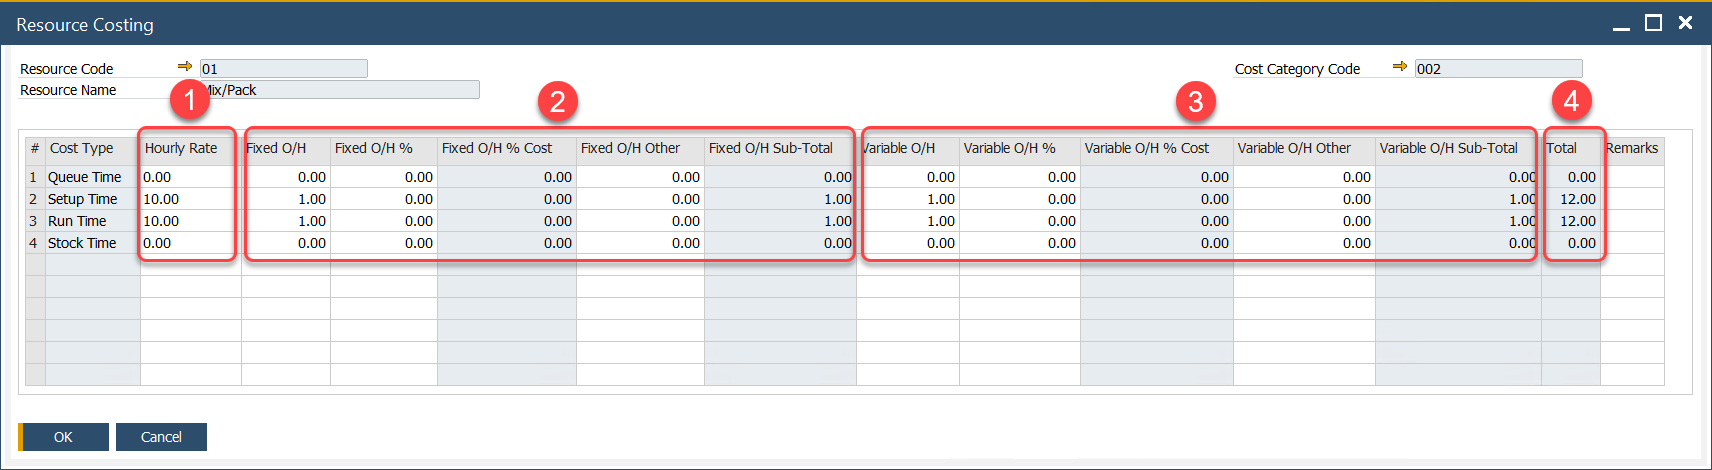 Resource Costing
Resource Code 01 Cost Category Code 002
Resource Name Mix/Pack
1 2 3 4
# Cost Type Hourly Rate Fixed O/H Fixed O/H % Fixed O/H % Cost Fixed O/H Other Fixed O/H Sub-Total Variable O/H Variable O/H % Variable O/H % Cost Variable O/H Other Variable O/H Sub-Total Total Remarks
1 Queue Time 0.00 0.00 0.00 0.00 0.00 0.00 0.00 0.00 0.00 0.00 0.00 0.00
2 Setup Time 10.00 1.00 0.00 0.00 0.00 1.00 1.00 0.00 0.00 0.00 1.00 12.00
3 Run Time 10.00 1.00 0.00 0.00 0.00 1.00 1.00 0.00 0.00 0.00 1.00 12.00
4 Stock Time 0.00 0.00 0.00 0.00 0.00 0.00 0.00 0.00 0.00 0.00 0.00 0.00
OK Cancel